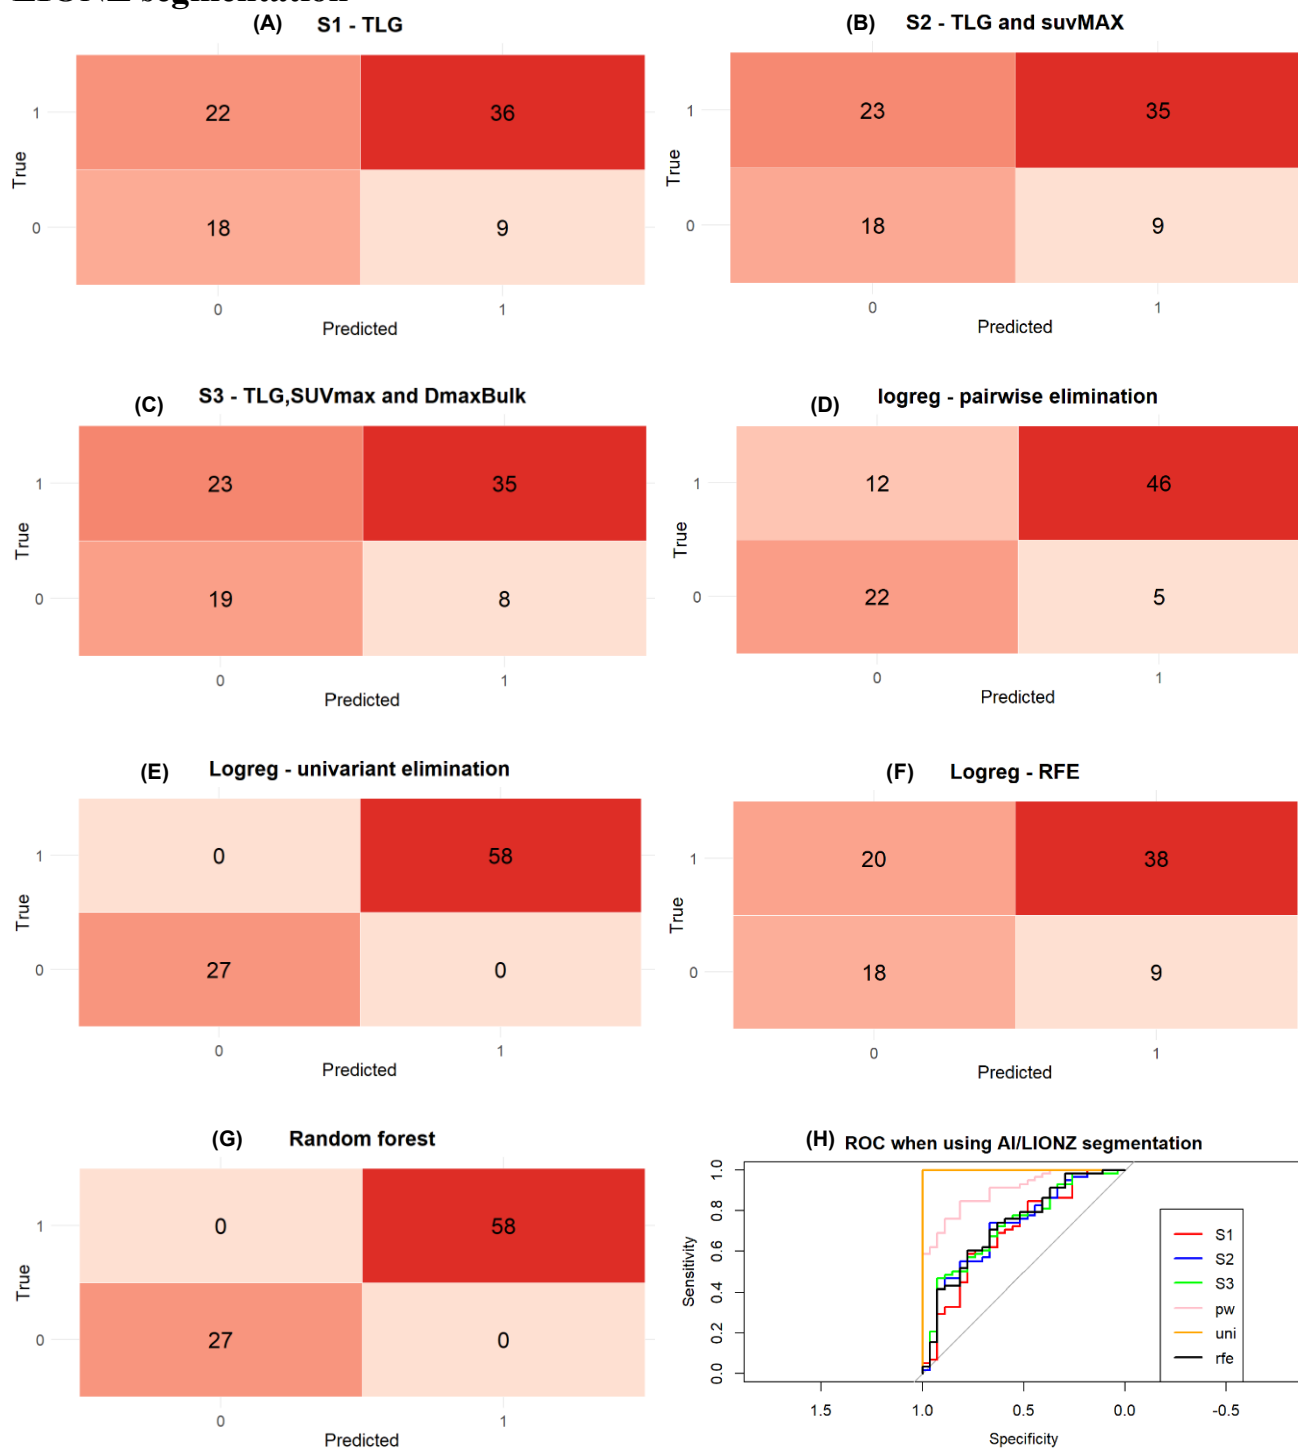 LIONZ segmentation
(A) S1 - TLG
1
22
36
True
0
18
9
0
1
Predicted
(B) S2 - TLG and suvMAX
1
23
35
True
0
18
9
0
1
Predicted
(C) S3 - TLG,SUVmax and DmaxBulk
1
23
35
True
0
19
8
0
1
Predicted
(D) logreg - pairwise elimination
1
12
46
True
0
22
5
0
1
Predicted
(E) Logreg - univariant elimination
1
0
58
True
0
27
0
0
1
Predicted
(F) Logreg - RFE
1
20
38
True
0
18
9
0
1
Predicted
(G) Random forest
1
0
58
True
0
27
0
0
1
Predicted
(H) ROC when using AI/LIONZ segmentation
1.0
0.8
0.6
0.4
0.2
0.0
Sensitivity
S1
S2
S3
pw
uni
rfe
1.5
1.0
0.5
0.0
-0.5
Specificity